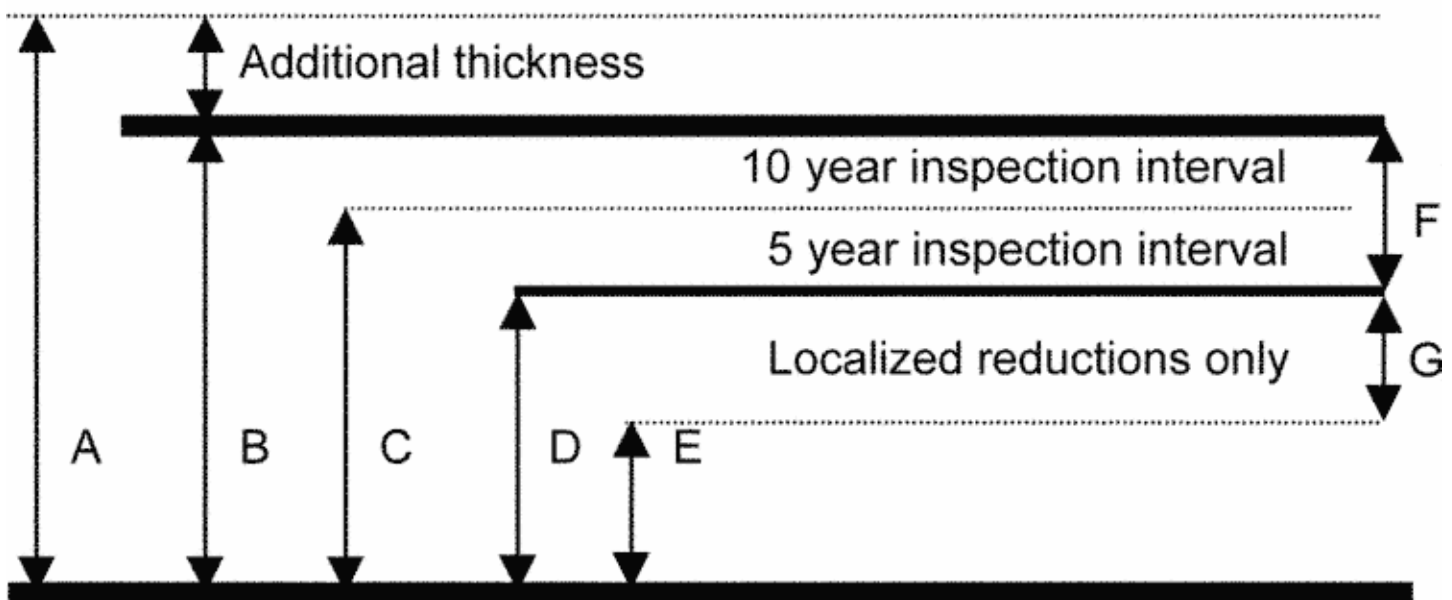 Additional thickness
10 year inspection interval
F
5 year inspection interval
Localized reductions only
G
A
B
C
D
E